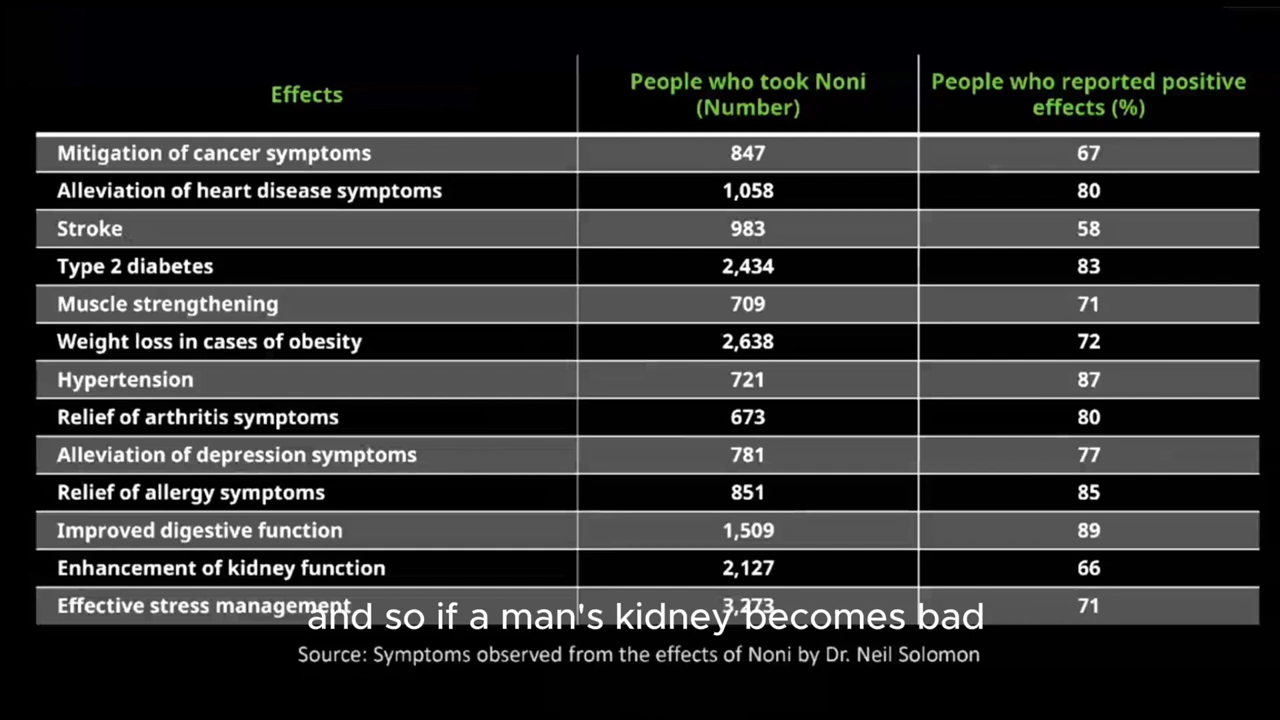 Effects People who took Noni (Number) People who reported positive effects (%)
Mitigation of cancer symptoms 847 67
Alleviation of heart disease symptoms 1,058 80
Stroke 983 58
Type 2 diabetes 2,434 83
Muscle strengthening 709 71
Weight loss in cases of obesity 2,638 72
Hypertension 721 87
Relief of arthritis symptoms 673 80
Alleviation of depression symptoms 781 77
Relief of allergy symptoms 851 85
Improved digestive function 1,509 89
Enhancement of kidney function 2,127 66
Effective stress management 3,273 71
and so if a man's kidney becomes bad
Source: Symptoms observed from the effects of Noni by Dr. Neil Solomon